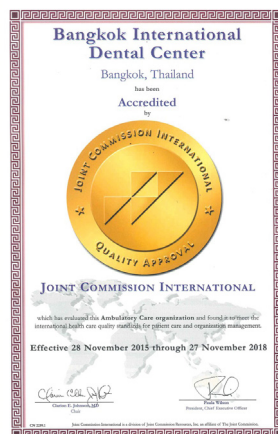 Bangkok International
Dental Center
Bangkok, Thailand
has been
Accredited
by
JOINT COMMISSION INTERNATIONAL
QUALITY APPROVAL
JOINT COMMISSION INTERNATIONAL
which has evaluated this Ambulatory Care organization and found it to meet the
international health care quality standards for patient care and organization management.
Effective 28 November 2015 through 27 November 2018
Chair
Paula Wilson
President, Chief Executive Officer
Joint Commission International is a division of Joint Commission Resources, Inc. an affiliate of The Joint Commission.